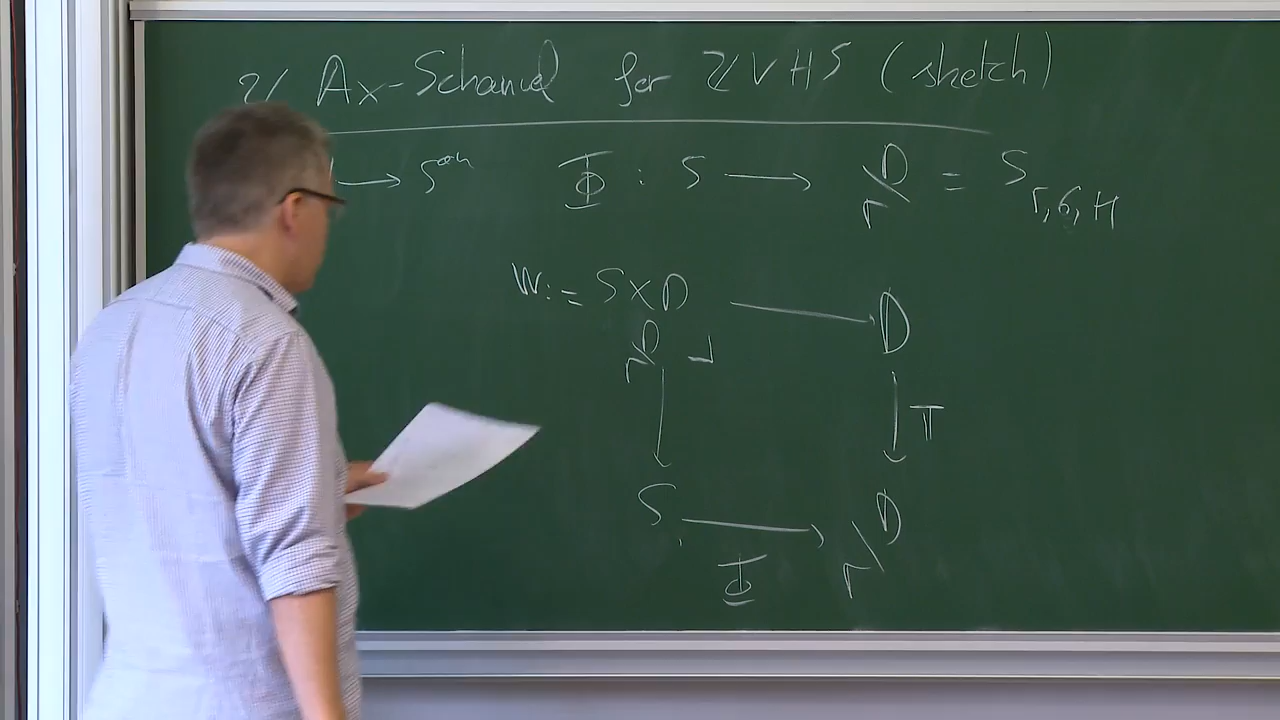 2/ Ax-Schanuel for ZVHS (sketch)
→ S^an Φ : S → Γ\D = S_Γ,G,H
W := S × D → D
Γ\D ⌟
↓ ↓ π
S → Γ\D
Φ